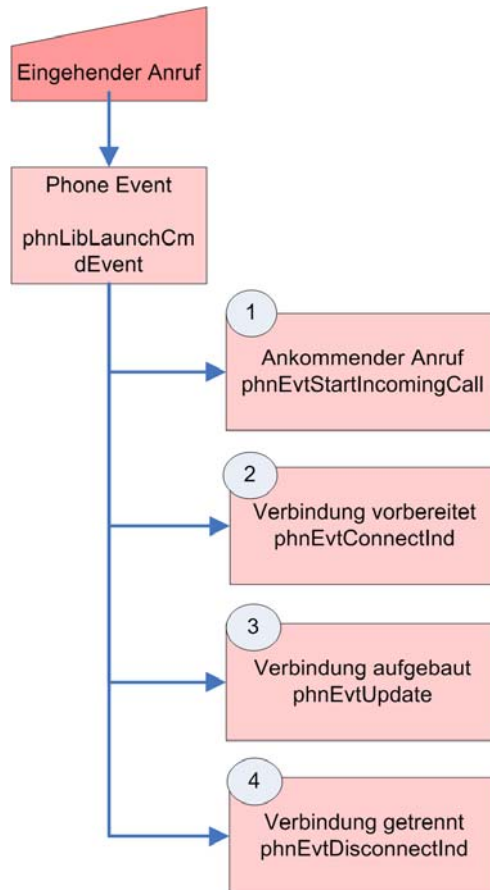 Eingehender Anruf
Phone Event
phnLibLaunchCm
dEvent
1
Ankommender Anruf
phnEvtStartIncomingCall
2
Verbindung vorbereitet
phnEvtConnectInd
3
Verbindung aufgebaut
phnEvtUpdate
4
Verbindung getrennt
phnEvtDisconnectInd